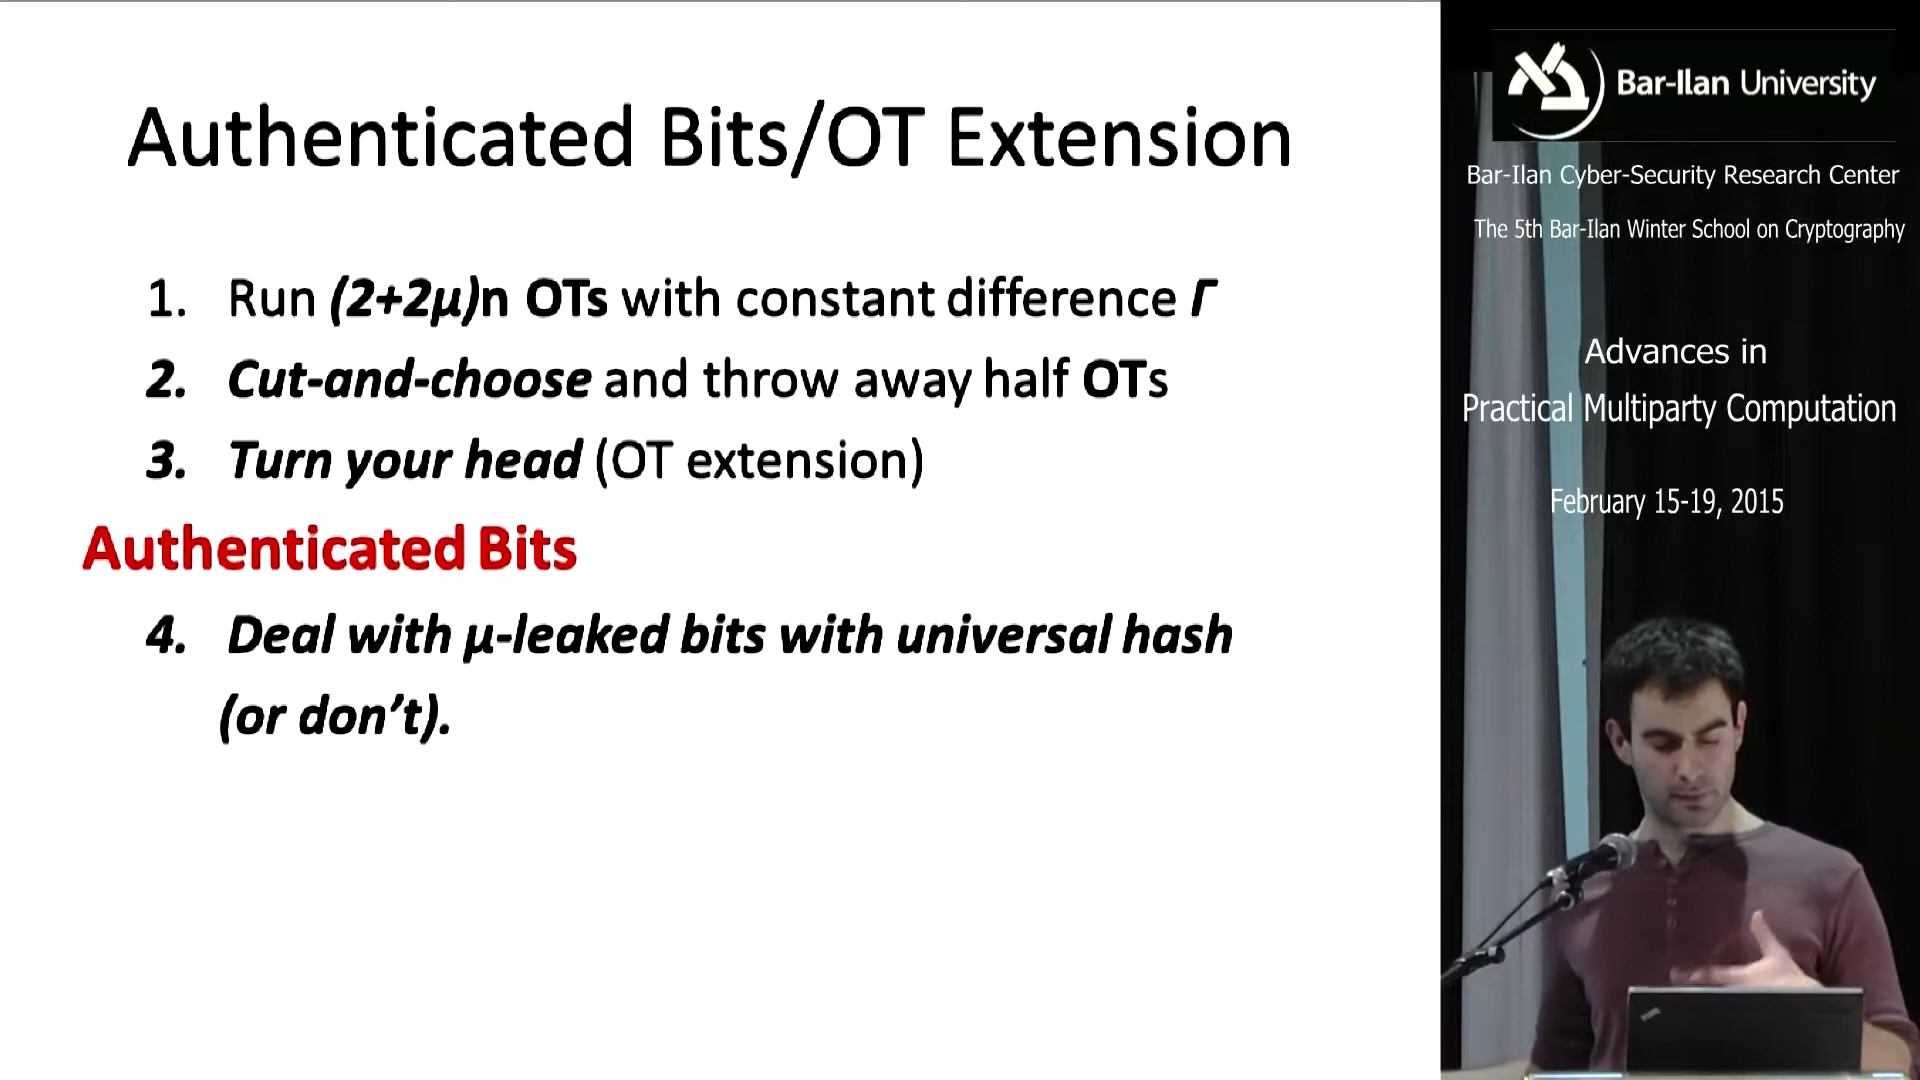 Authenticated Bits/OT Extension
1. Run (2+2μ)n OTs with constant difference Γ
2. Cut-and-choose and throw away half OTs
3. Turn your head (OT extension)
Authenticated Bits
4. Deal with μ-leaked bits with universal hash
(or don’t).
Bar-Ilan University
Bar-Ilan Cyber-Security Research Center
The 5th Bar-Ilan Winter School on Cryptography
Advances in
Practical Multiparty Computation
February 15-19, 2015